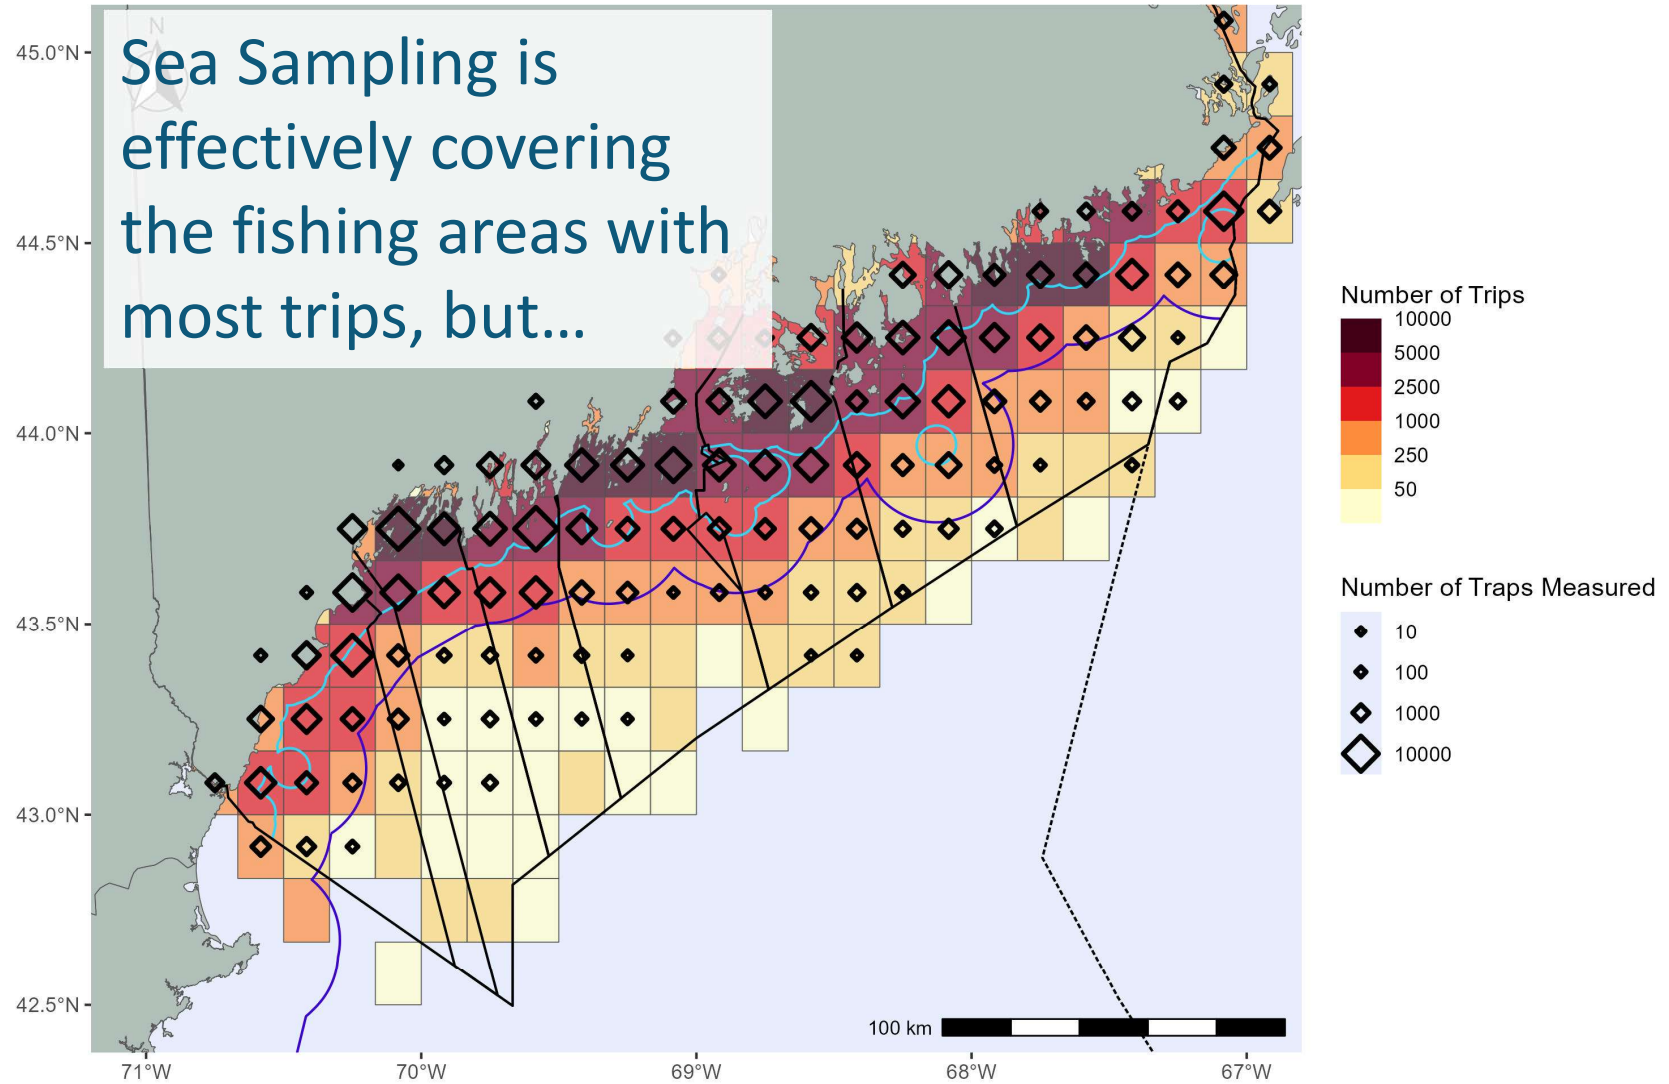 N
Sea Sampling is
effectively covering
the fishing areas with
most trips, but...
45.0°N
44.5°N
44.0°N
43.5°N
43.0°N
42.5°N
71°W
70°W
69°W
68°W
67°W
100 km
Number of Trips
10000
5000
2500
1000
250
50
Number of Traps Measured
10
100
1000
10000